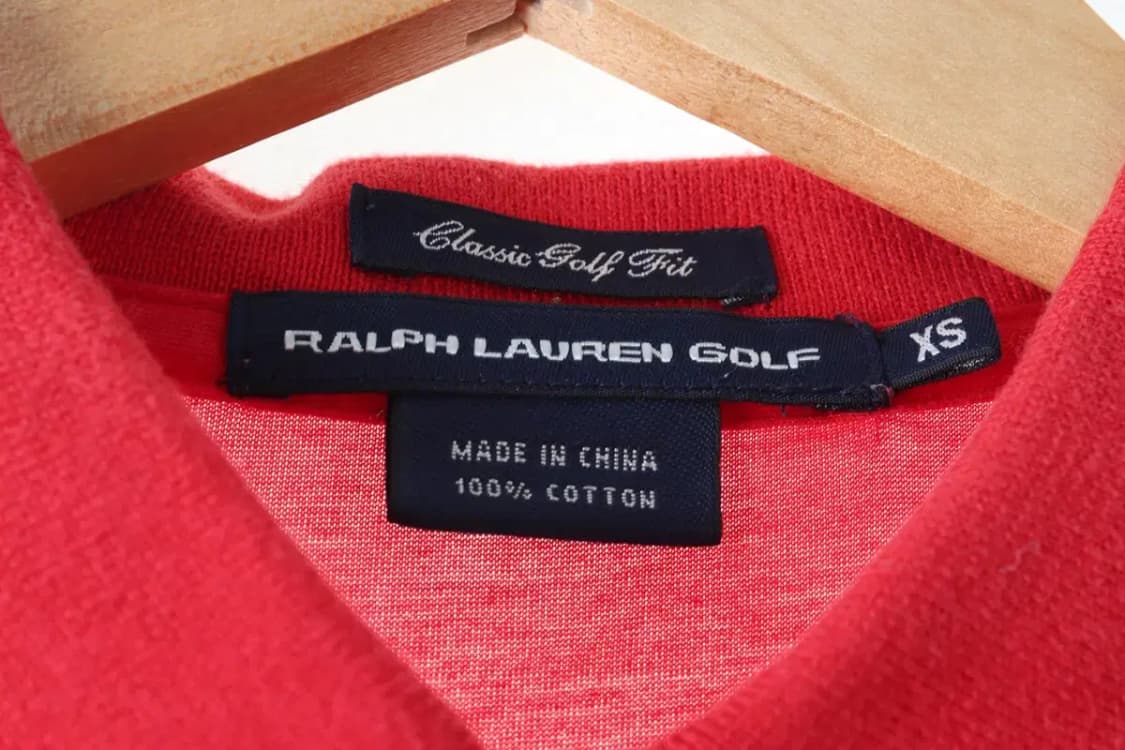 Classic Golf Fit
RALPH LAUREN GOLF
XS
MADE IN CHINA
100% COTTON